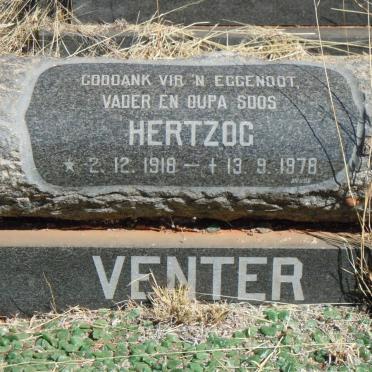 GODDANK VIR 'N EGGENOOT,
VADER EN OUPA SOOS
HERTZOG
* 2. 12. 1918 – † 13. 9. 1978
VENTER